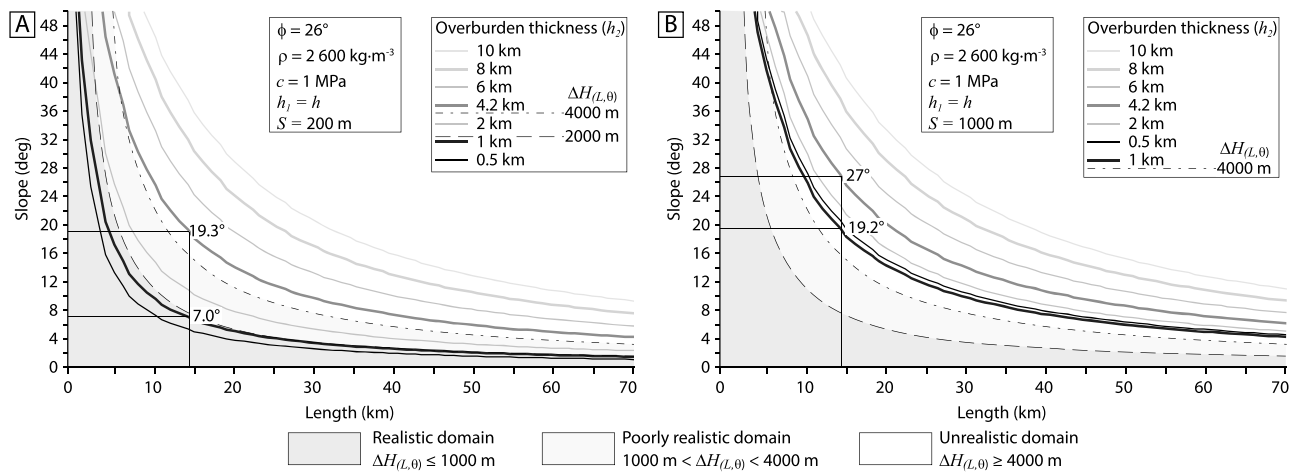 A
Slope (deg)
48
44
40
36
32
28
24
20
16
12
8
4
0
0 10 20 30 40 50 60 70
Length (km)
ϕ = 26°
ρ = 2 600 kg·m⁻³
c = 1 MPa
h₁ = h
S = 200 m
Overburden thickness (h₂)
10 km
8 km
6 km
4.2 km
ΔH(L,θ)
4000 m
2 km
2000 m
1 km
0.5 km
19.3°
7.0°
B
Slope (deg)
48
44
40
36
32
28
24
20
16
12
8
4
0
0 10 20 30 40 50 60 70
Length (km)
ϕ = 26°
ρ = 2 600 kg·m⁻³
c = 1 MPa
h₁ = h
S = 1000 m
Overburden thickness (h₂)
10 km
8 km
6 km
4.2 km
2 km
0.5 km
1 km
ΔH(L,θ)
4000 m
27°
19.2°
Realistic domain
ΔH(L,θ) ≤ 1000 m
Poorly realistic domain
1000 m < ΔH(L,θ) < 4000 m
Unrealistic domain
ΔH(L,θ) ≥ 4000 m